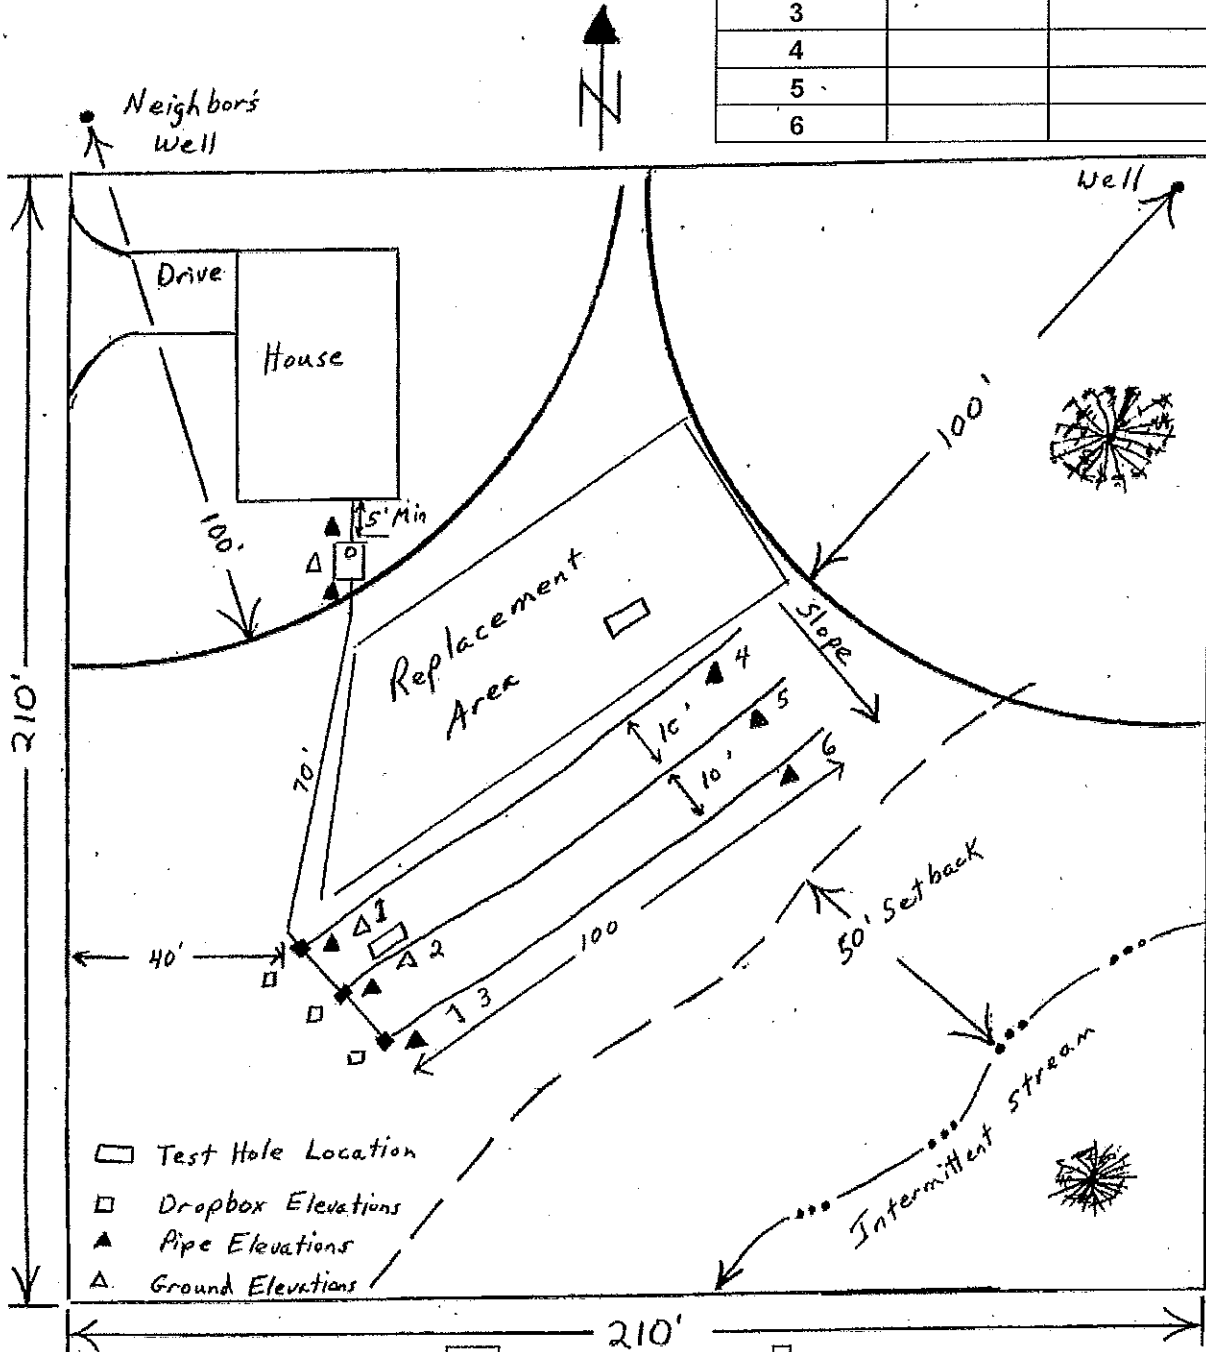 3
4
5
6
N
Neighbor's
Well
Well
Drive
House
100'
5' Min
100'
Replacement
Area
Slope
4
5
6
10'
10'
70'
210'
1
2
3
100
40'
50' Setback
Intermittent stream
Test Hole Location
Dropbox Elevations
Pipe Elevations
Ground Elevations
210'